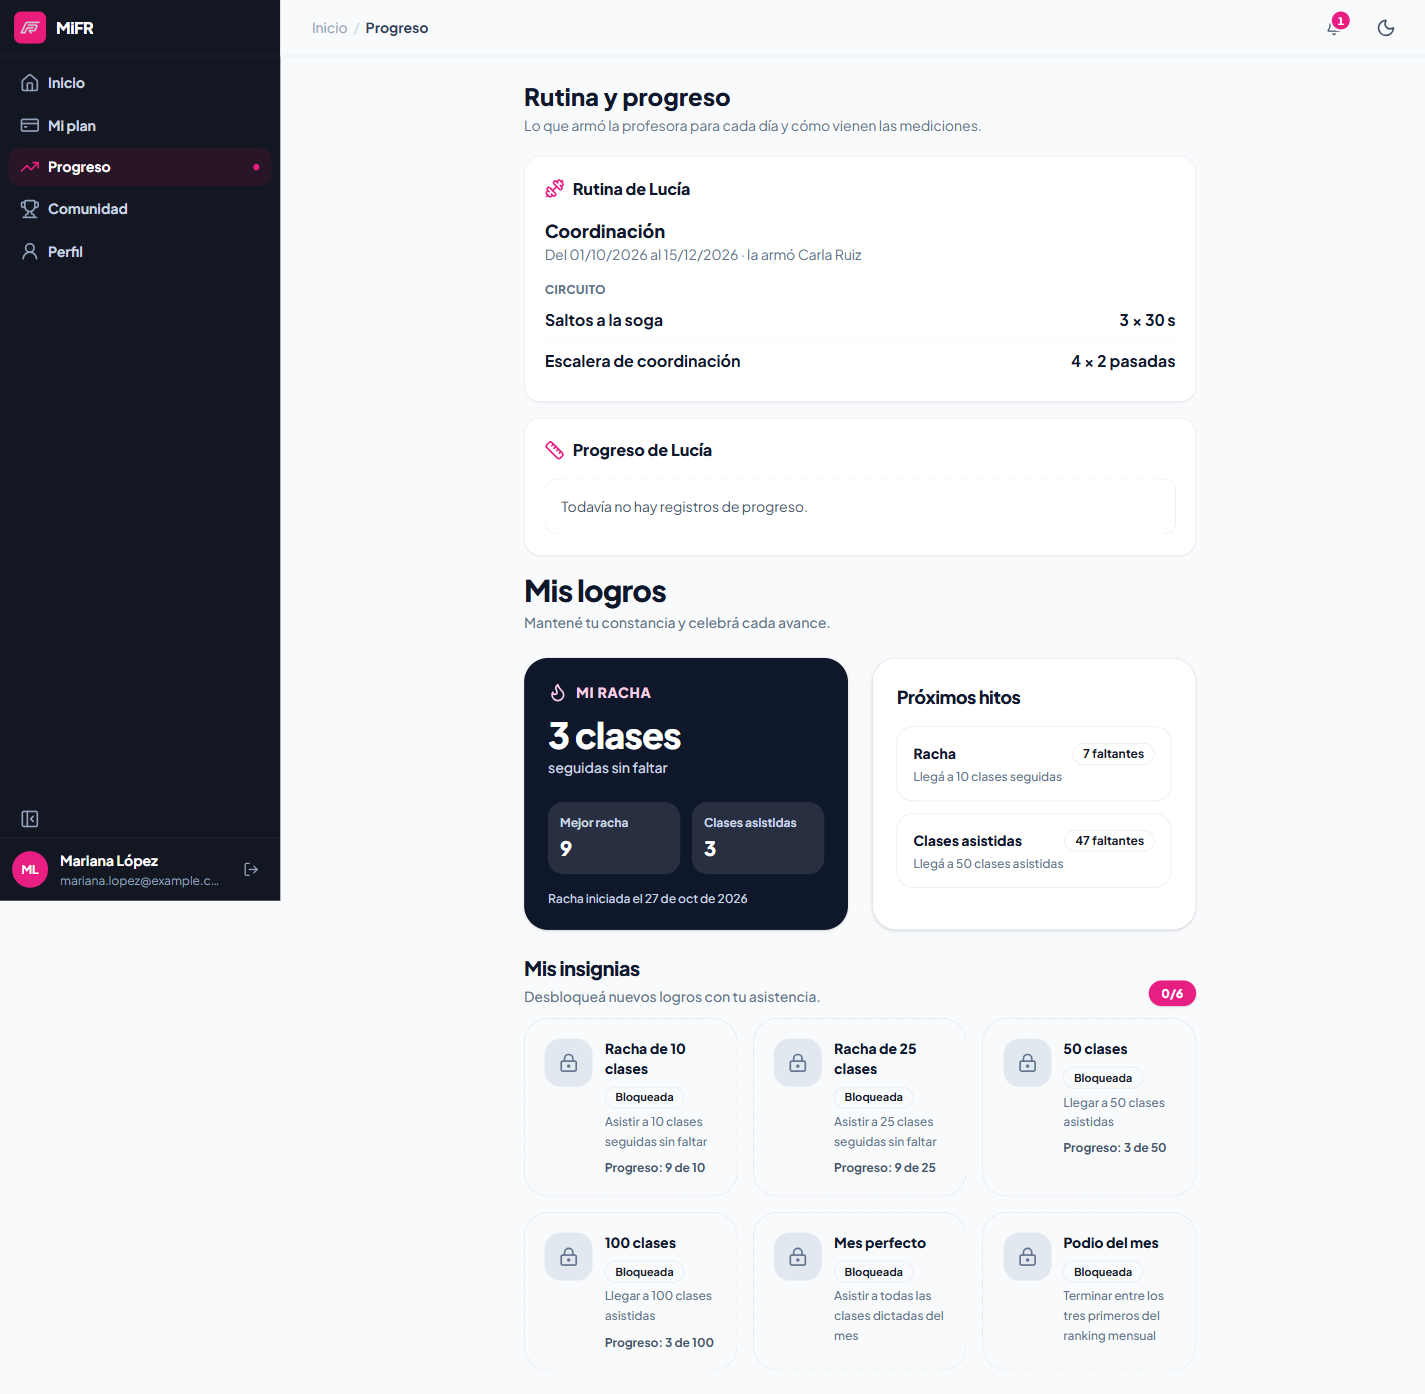 MiFR
Inicio
Mi plan
Progreso
Comunidad
Perfil
ML
Mariana López
mariana.lopez@example.c...
Inicio / Progreso
1
Rutina y progreso
Lo que armó la profesora para cada día y cómo vienen las mediciones.
Rutina de Lucía
Coordinación
Del 01/10/2026 al 15/12/2026 · la armó Carla Ruiz
CIRCUITO
Saltos a la soga 3 × 30 s
Escalera de coordinación 4 × 2 pasadas
Progreso de Lucía
Todavía no hay registros de progreso.
Mis logros
Mantené tu constancia y celebrá cada avance.
MI RACHA
3 clases
seguidas sin faltar
Mejor racha
9
Clases asistidas
3
Racha iniciada el 27 de oct de 2026
Próximos hitos
Racha 7 faltantes
Llegá a 10 clases seguidas
Clases asistidas 47 faltantes
Llegá a 50 clases asistidas
Mis insignias
Desbloqueá nuevos logros con tu asistencia.
0/6
Racha de 10
clases
Bloqueada
Asistir a 10 clases
seguidas sin faltar
Progreso: 9 de 10
Racha de 25
clases
Bloqueada
Asistir a 25 clases
seguidas sin faltar
Progreso: 9 de 25
50 clases
Bloqueada
Llegar a 50 clases
asistidas
Progreso: 3 de 50
100 clases
Bloqueada
Llegar a 100 clases
asistidas
Progreso: 3 de 100
Mes perfecto
Bloqueada
Asistir a todas las
clases dictadas del
mes
Podio del mes
Bloqueada
Terminar entre los
tres primeros del
ranking mensual